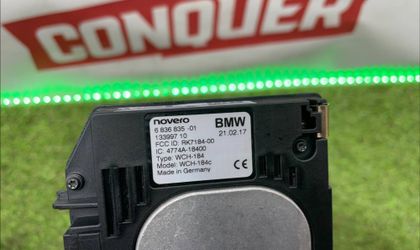 CONQUER
novero
BMW
6 836 835 -01
21.02.17
133997 10
FCC ID: RK7184-00
IC: 4774A-18400
Type: WCH-184
Model: WCH-184c
Made in Germany
CE